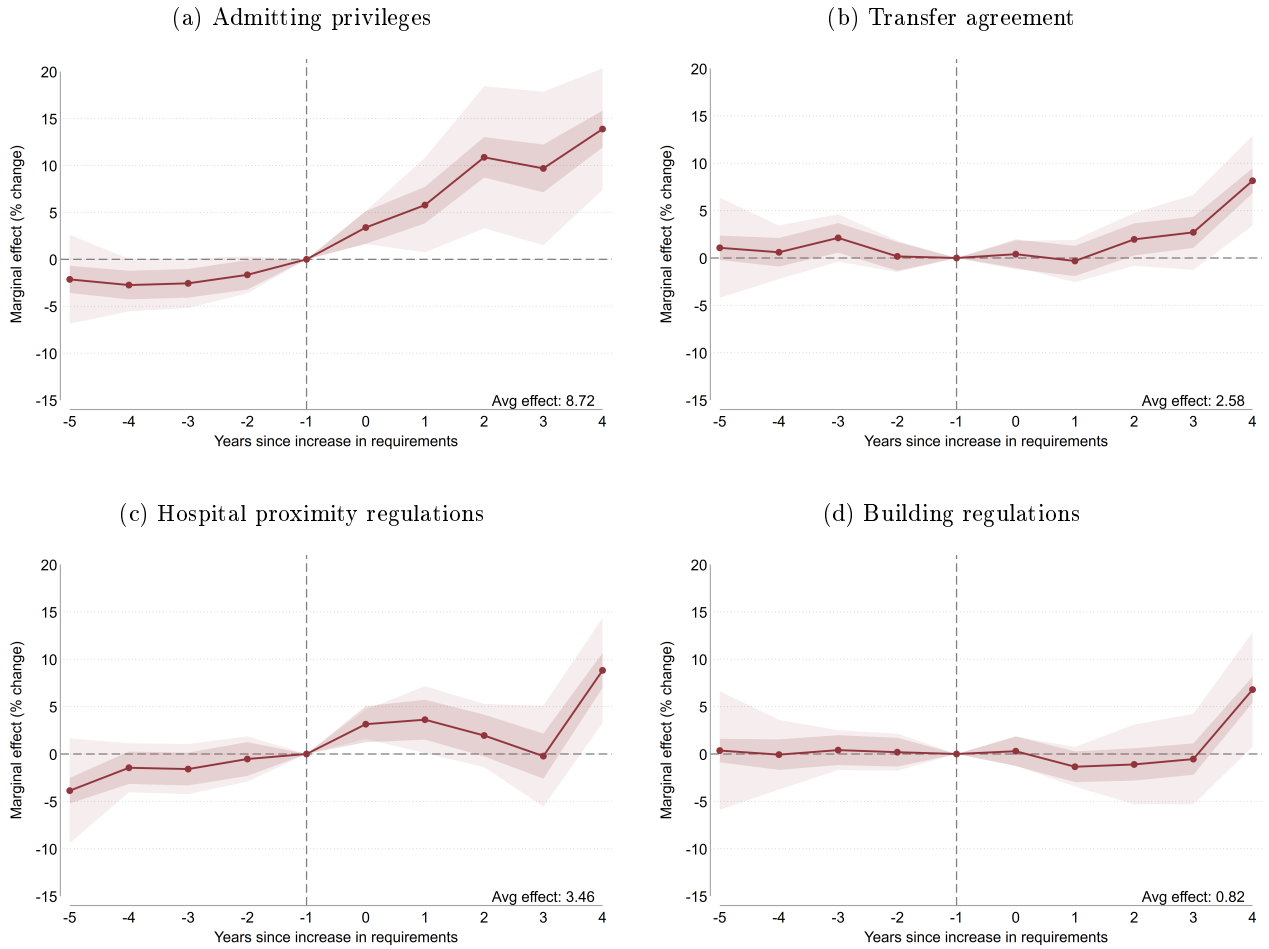 (a) Admitting privileges
Marginal effect (% change)
20
15
10
5
0
-5
-10
-15
Avg effect: 8.72
-5 -4 -3 -2 -1 0 1 2 3 4
Years since increase in requirements
(b) Transfer agreement
Marginal effect (% change)
20
15
10
5
0
-5
-10
-15
Avg effect: 2.58
-5 -4 -3 -2 -1 0 1 2 3 4
Years since increase in requirements
(c) Hospital proximity regulations
Marginal effect (% change)
20
15
10
5
0
-5
-10
-15
Avg effect: 3.46
-5 -4 -3 -2 -1 0 1 2 3 4
Years since increase in requirements
(d) Building regulations
Marginal effect (% change)
20
15
10
5
0
-5
-10
-15
Avg effect: 0.82
-5 -4 -3 -2 -1 0 1 2 3 4
Years since increase in requirements